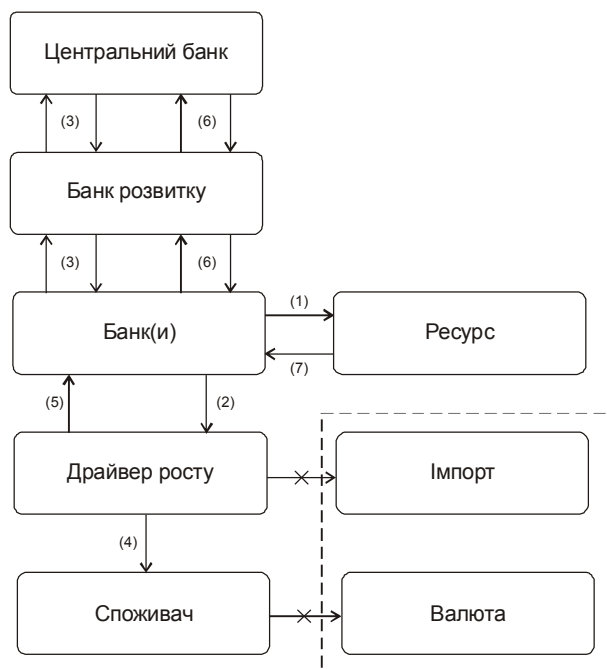 Центральний банк
(3)
(6)
Банк розвитку
(3)
(6)
Банк(и)
(1)
Ресурс
(7)
(5)
(2)
Драйвер росту
Імпорт
(4)
Споживач
Валюта